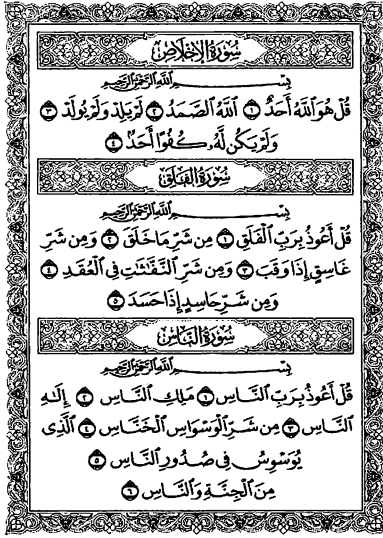 سُورَةُ الإِخْلَاصِ
بِسْمِ اللَّهِ الرَّحْمَٰنِ الرَّحِيمِ
قُلْ هُوَ اللَّهُ أَحَدٌ ١ اللَّهُ الصَّمَدُ ٢ لَمْ يَلِدْ وَلَمْ يُولَدْ ٣
وَلَمْ يَكُن لَّهُ كُفُوًا أَحَدٌ ٤
سُورَةُ الْفَلَقِ
بِسْمِ اللَّهِ الرَّحْمَٰنِ الرَّحِيمِ
قُلْ أَعُوذُ بِرَبِّ الْفَلَقِ ١ مِن شَرِّ مَا خَلَقَ ٢ وَمِن شَرِّ
غَاسِقٍ إِذَا وَقَبَ ٣ وَمِن شَرِّ النَّفَّاثَاتِ فِي الْعُقَدِ ٤
وَمِن شَرِّ حَاسِدٍ إِذَا حَسَدَ ٥
سُورَةُ النَّاسِ
بِسْمِ اللَّهِ الرَّحْمَٰنِ الرَّحِيمِ
قُلْ أَعُوذُ بِرَبِّ النَّاسِ ١ مَلِكِ النَّاسِ ٢ إِلَٰهِ
النَّاسِ ٣ مِن شَرِّ الْوَسْوَاسِ الْخَنَّاسِ ٤ الَّذِي
يُوَسْوِسُ فِي صُدُورِ النَّاسِ ٥
مِنَ الْجِنَّةِ وَالنَّاسِ ٦